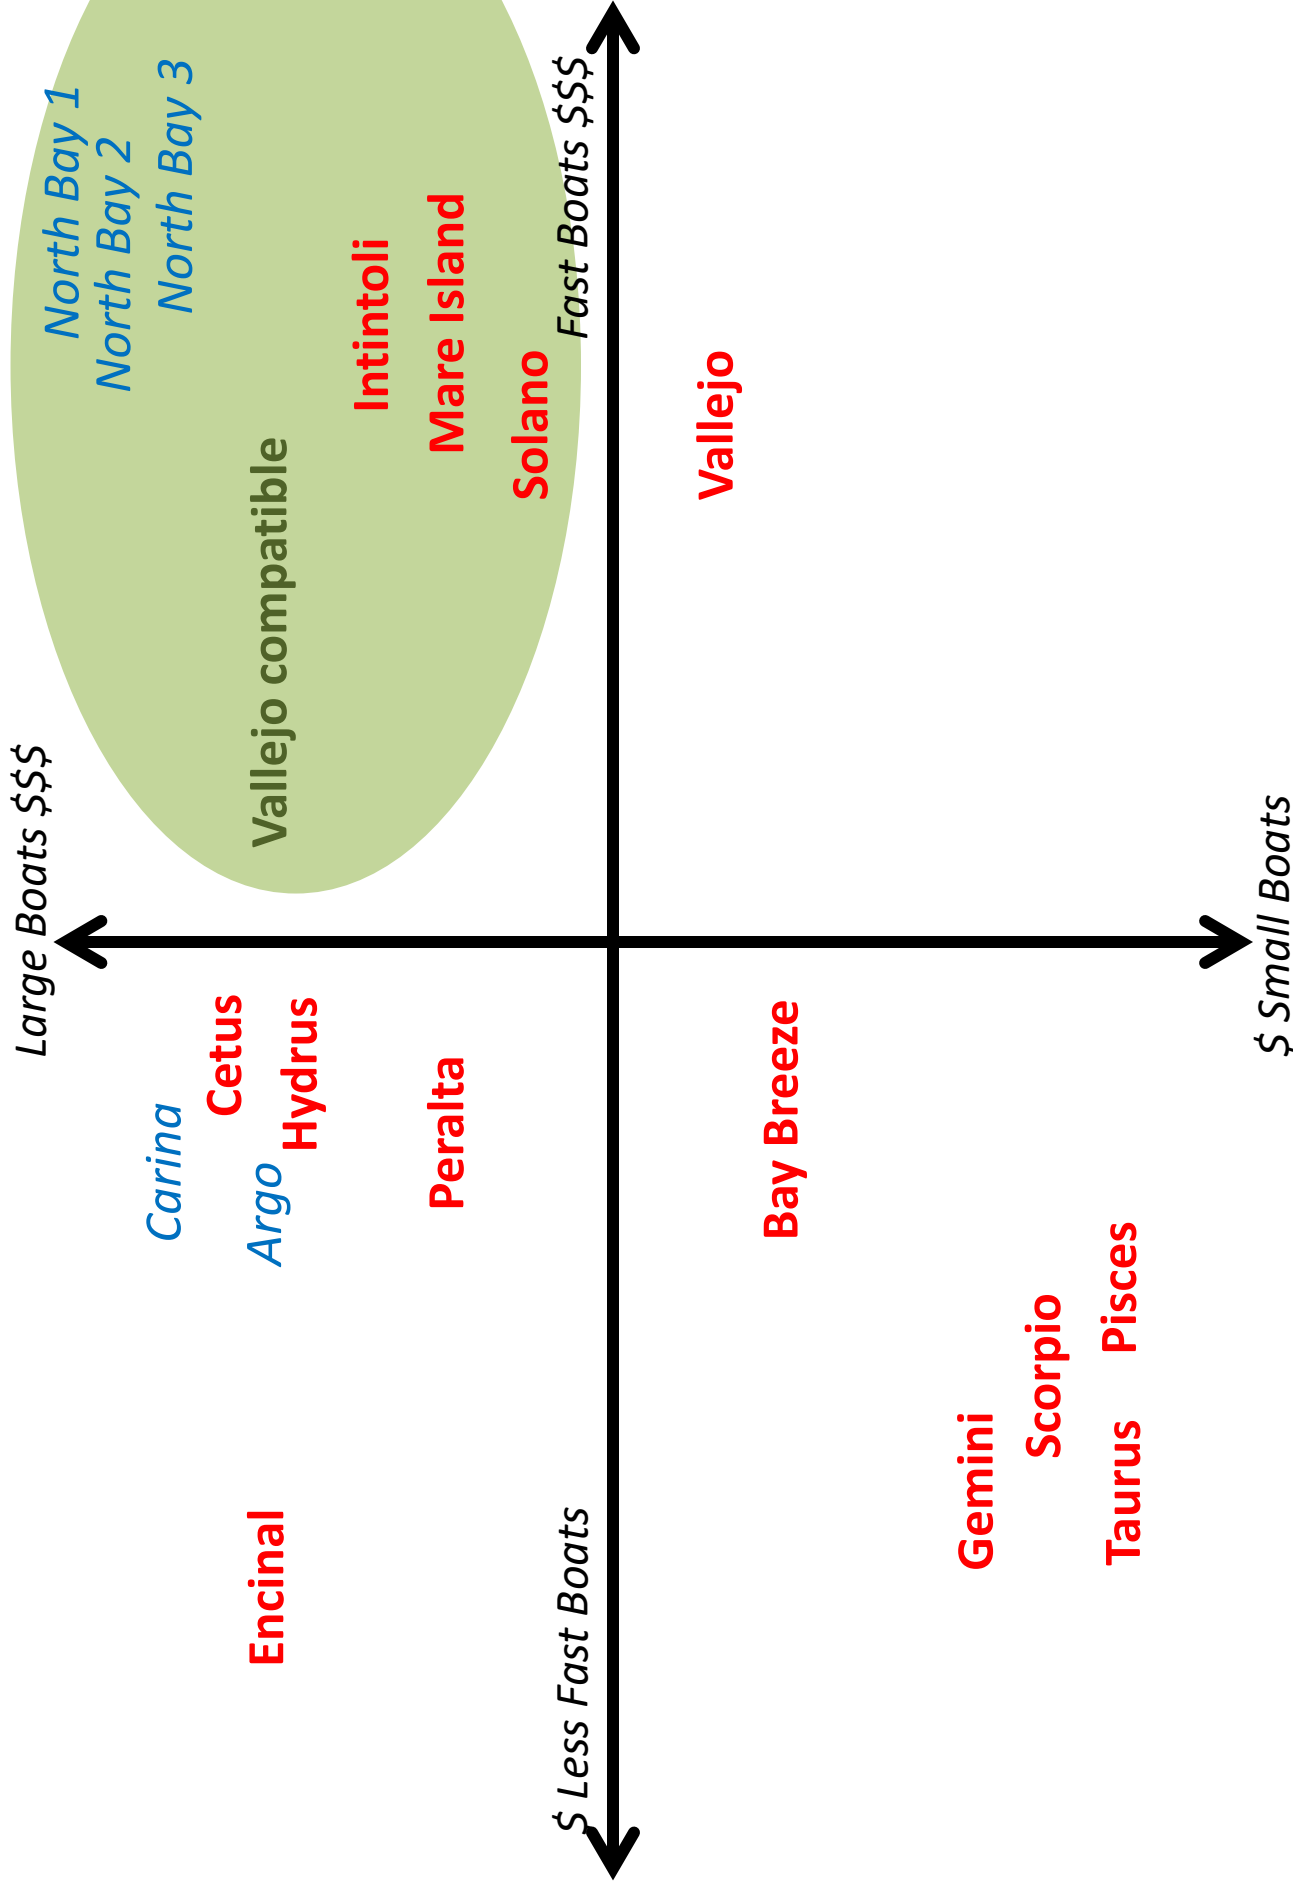 Large Boats $$$
North Bay 1
North Bay 2
North Bay 3
Carina
Cetus
Argo
Hydrus
Encinal
Vallejo compatible
Intintoli
Peralta
Mare Island
Solano
$ Less Fast Boats
Fast Boats $$$
Vallejo
Bay Breeze
Gemini
Scorpio
Taurus
Pisces
$ Small Boats